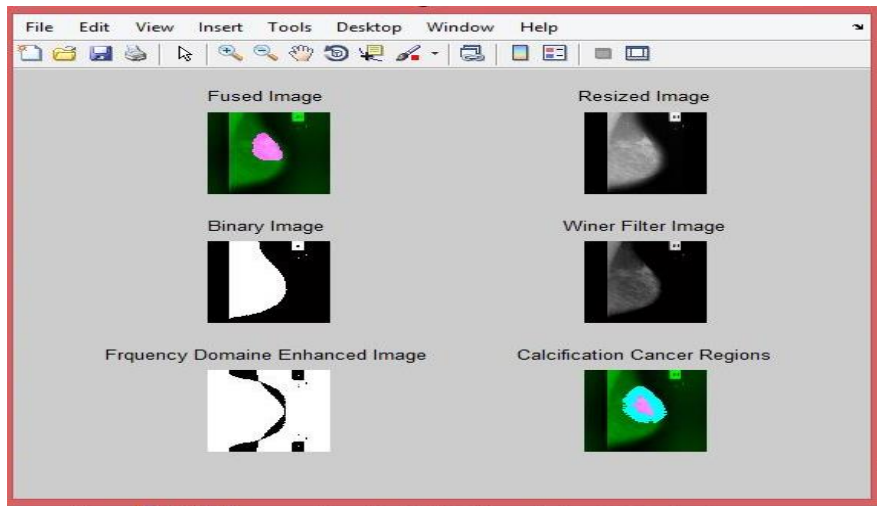 File Edit View Insert Tools Desktop Window Help
Fused Image
Resized Image
Binary Image
Winer Filter Image
Frquency Domaine Enhanced Image
Calcification Cancer Regions